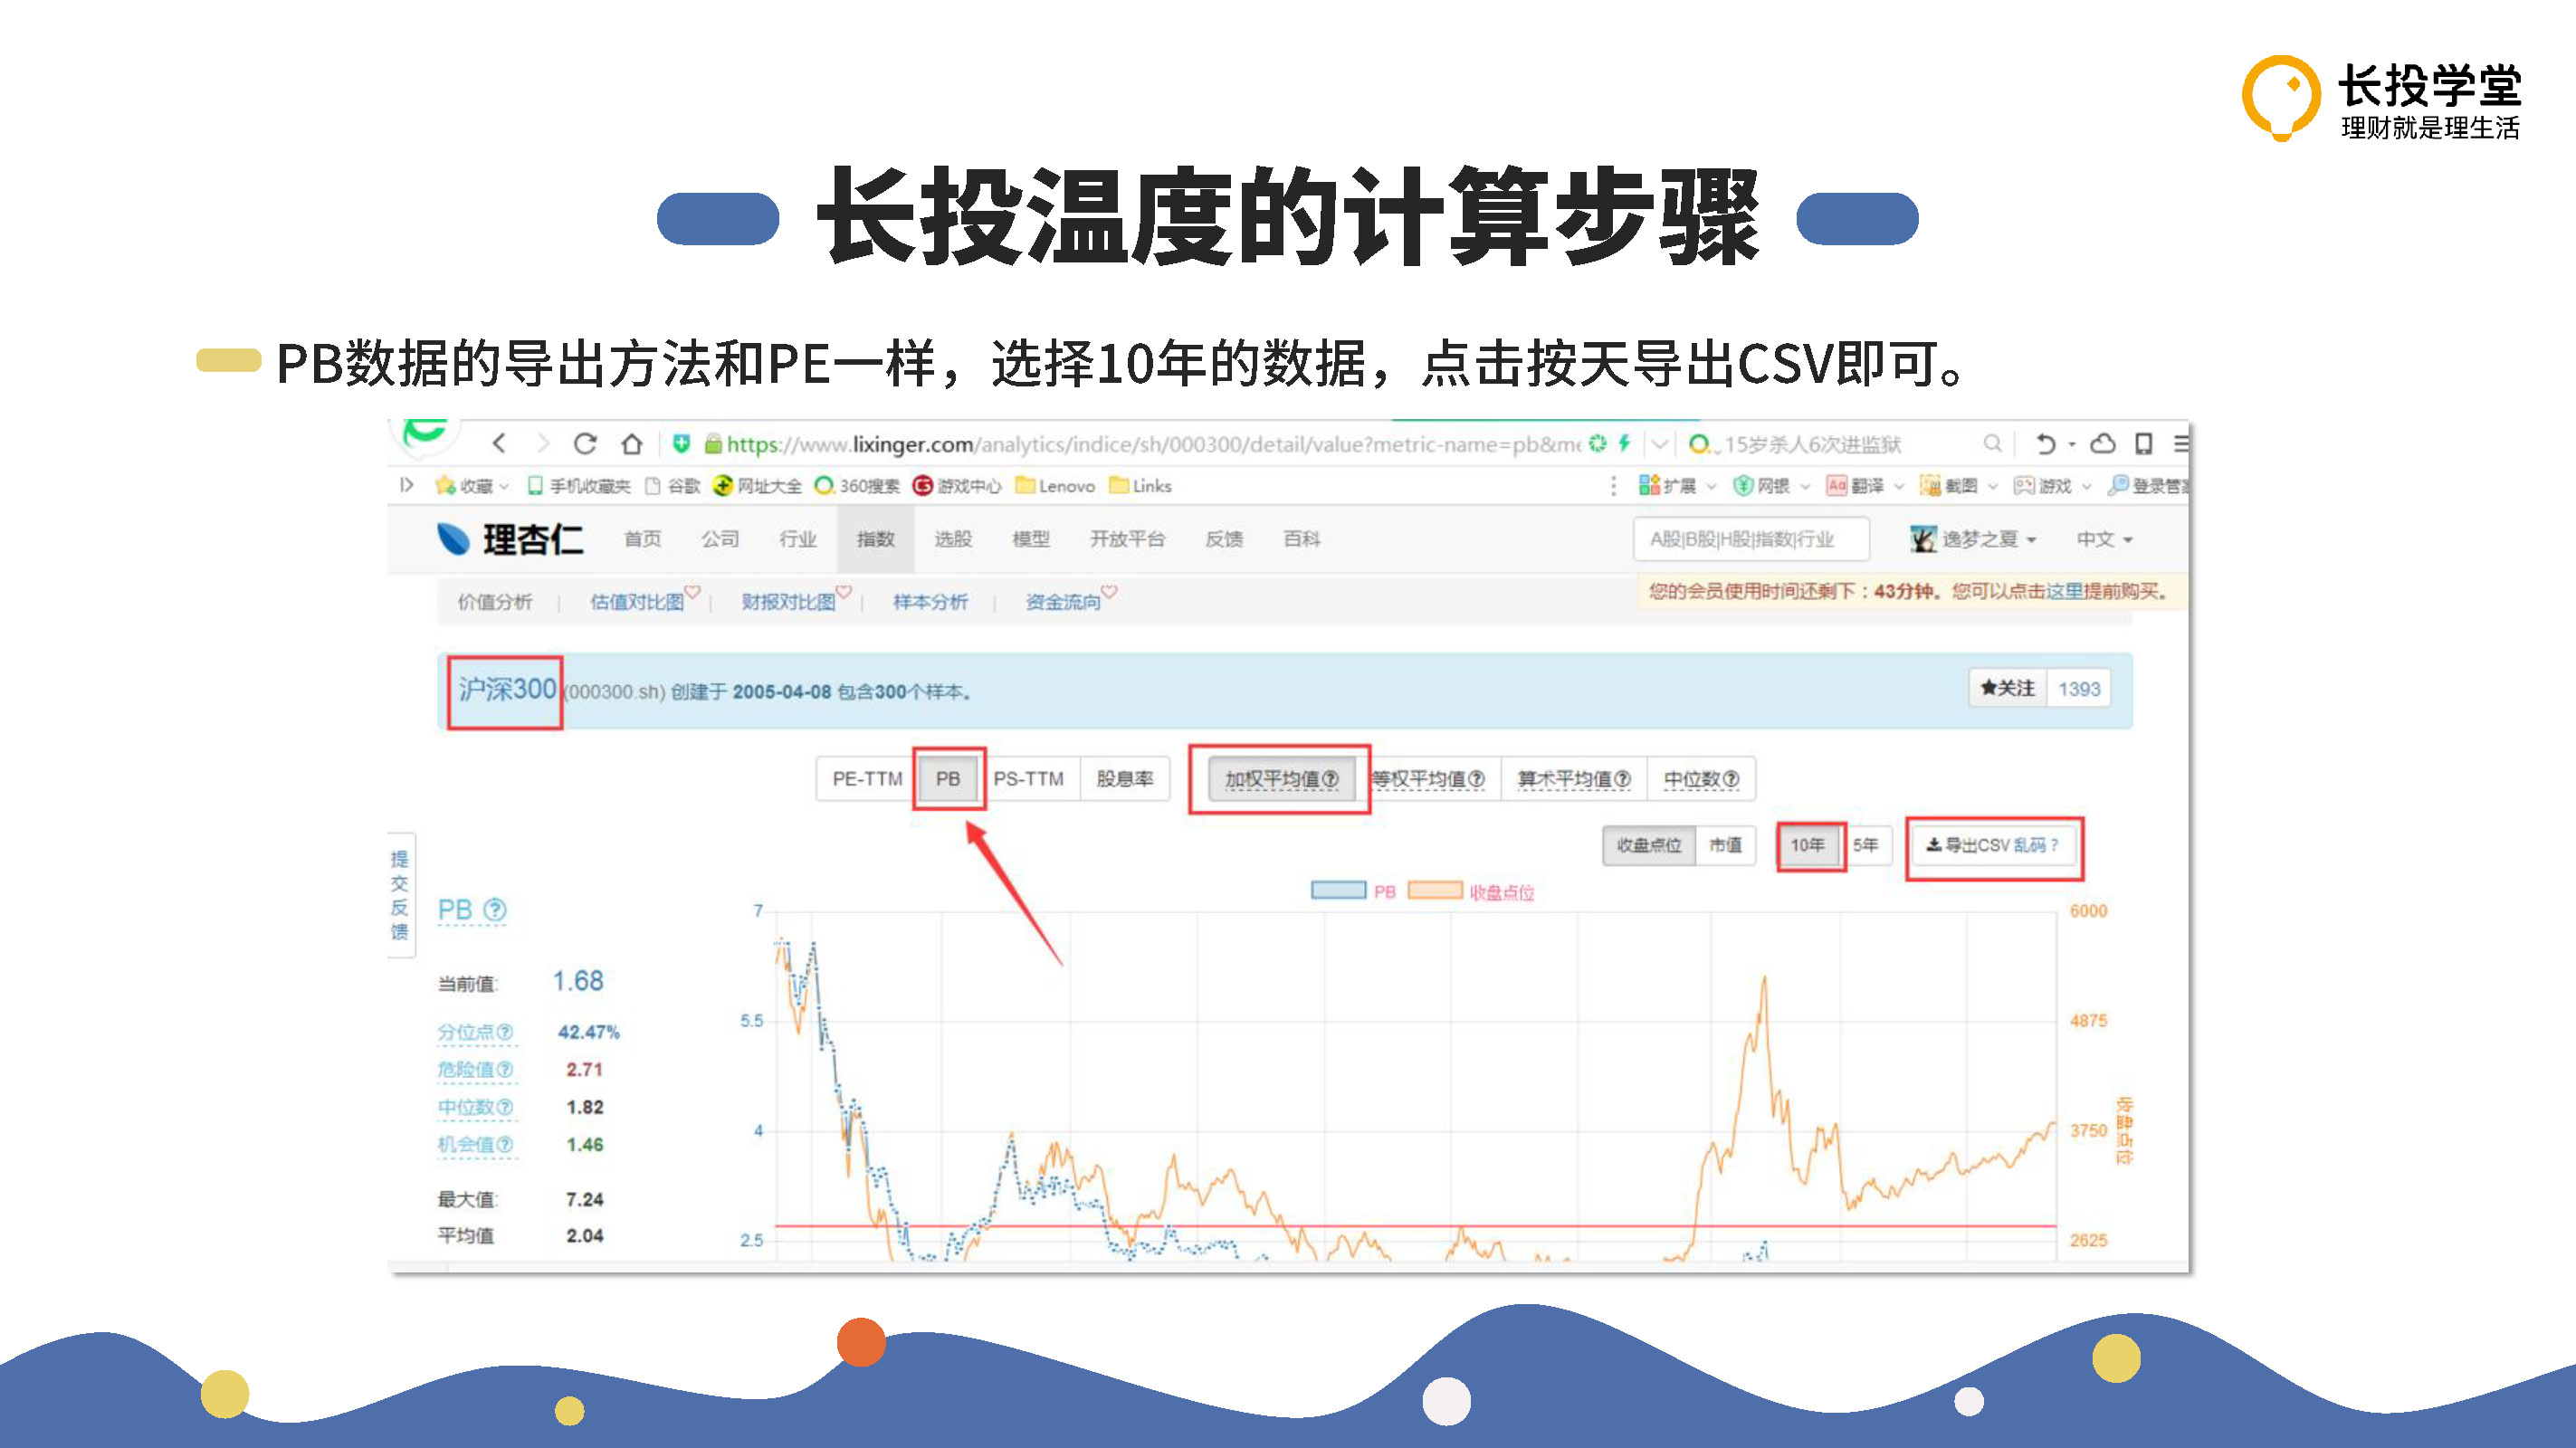 长投学堂
理财就是理生活
长投温度的计算步骤
PB数据的导出方法和PE一样，选择10年的数据，点击按天导出CSV即可。
https://www.lixinger.com/analytics/indice/sh/000300/detail/value?metric-name=pb&m 15岁杀人6次进监狱
收藏 手机收藏夹 谷歌 网址大全 360搜索 游戏中心 Lenovo Links 扩展 网银 翻译 截图 游戏 登录管
理杏仁 首页 公司 行业 指数 选股 模型 开放平台 反馈 百科 A股|B股|H股|指数|行业 逸梦之夏 中文
价值分析 | 估值对比图 | 财报对比图 | 样本分析 | 资金流向 您的会员使用时间还剩下：43分钟。您可以点击这里提前购买。
沪深300 (000300.sh) 创建于 2005-04-08 包含300个样本。 ★关注 1393
PE-TTM PB PS-TTM 股息率 加权平均值? 等权平均值? 算术平均值? 中位数?
收盘点位 市值 10年 5年 导出CSV 乱码？
提交反馈
PB 收盘点位
PB ?
当前值: 1.68
分位点? 42.47%
危险值? 2.71
中位数? 1.82
机会值? 1.46
最大值: 7.24
平均值 2.04
7
5.5
4
2.5
6000
4875
3750
2625
收盘点位